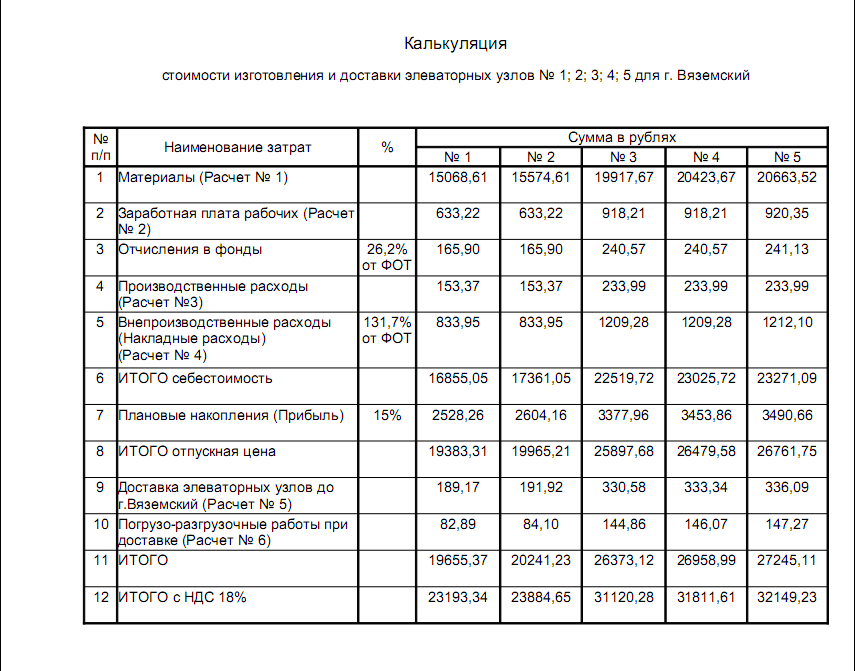 Калькуляция
стоимости изготовления и доставки элеваторных узлов № 1; 2; 3; 4; 5 для г. Вяземский
№ п/п Наименование затрат % Сумма в рублях
№ 1 № 2 № 3 № 4 № 5
1 Материалы (Расчет № 1) 15068,61 15574,61 19917,67 20423,67 20663,52
2 Заработная плата рабочих (Расчет 633,22 633,22 918,21 918,21 920,35
№ 2)
3 Отчисления в фонды 26,2% 165,90 165,90 240,57 240,57 241,13
от ФОТ
4 Производственные расходы 153,37 153,37 233,99 233,99 233,99
(Расчет №3)
5 Внепроизводственные расходы 131,7% 833,95 833,95 1209,28 1209,28 1212,10
(Накладные расходы) от ФОТ
(Расчет № 4)
6 ИТОГО себестоимость 16855,05 17361,05 22519,72 23025,72 23271,09
7 Плановые накопления (Прибыль) 15% 2528,26 2604,16 3377,96 3453,86 3490,66
8 ИТОГО отпускная цена 19383,31 19965,21 25897,68 26479,58 26761,75
9 Доставка элеваторных узлов до 189,17 191,92 330,58 333,34 336,09
г.Вяземский (Расчет № 5)
10 Погрузо-разгрузочные работы при 82,89 84,10 144,86 146,07 147,27
доставке (Расчет № 6)
11 ИТОГО 19655,37 20241,23 26373,12 26958,99 27245,11
12 ИТОГО с НДС 18% 23193,34 23884,65 31120,28 31811,61 32149,23